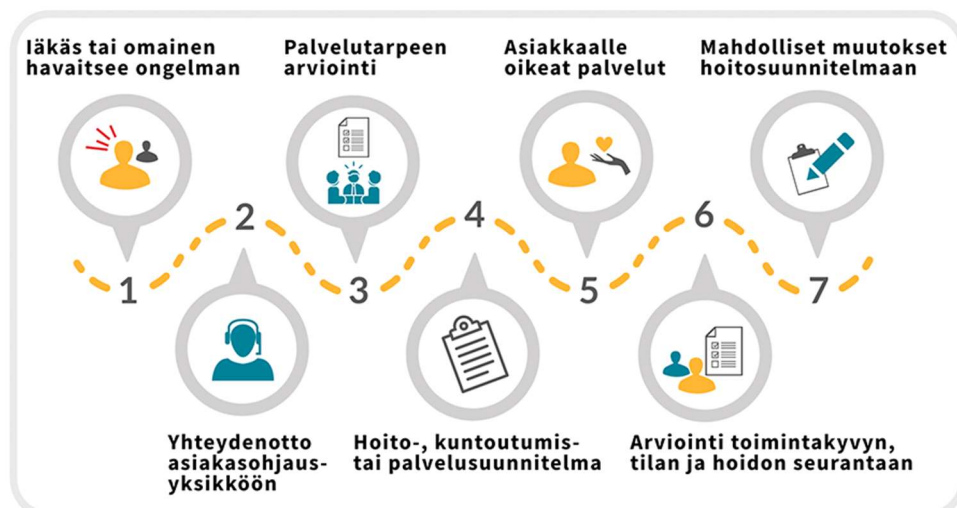 Iäkäs tai omainen
havaitsee ongelman
1
2
Yhteydenotto
asiakasohjaus-
yksikköön
Palvelutarpeen
arviointi
3
4
Hoito-, kuntoutumis-
tai palvelusuunnitelma
Asiakkaalle
oikeat palvelut
5
6
Arviointi toimintakyvyn,
tilan ja hoidon seurantaan
Mahdolliset muutokset
hoitosuunnitelmaan
7